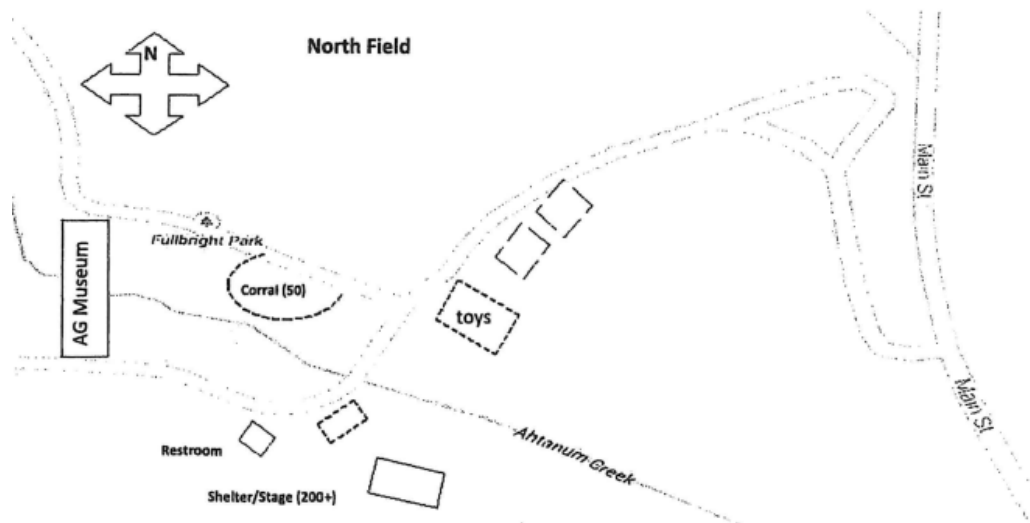 North Field
N
Main St
Fullbright Park
AG Museum
Corral (50)
toys
Main St
Ahtanum Creek
Restroom
Shelter/Stage (200+)